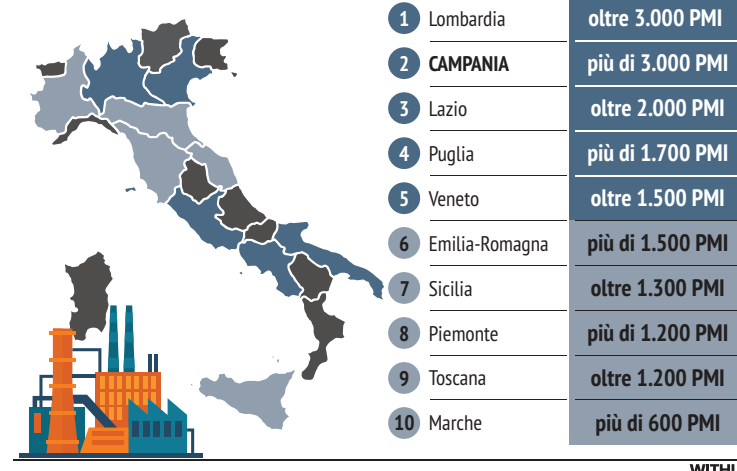 1 Lombardia oltre 3.000 PMI
2 CAMPANIA più di 3.000 PMI
3 Lazio oltre 2.000 PMI
4 Puglia più di 1.700 PMI
5 Veneto oltre 1.500 PMI
6 Emilia-Romagna più di 1.500 PMI
7 Sicilia oltre 1.300 PMI
8 Piemonte più di 1.200 PMI
9 Toscana oltre 1.200 PMI
10 Marche più di 600 PMI
WITHU